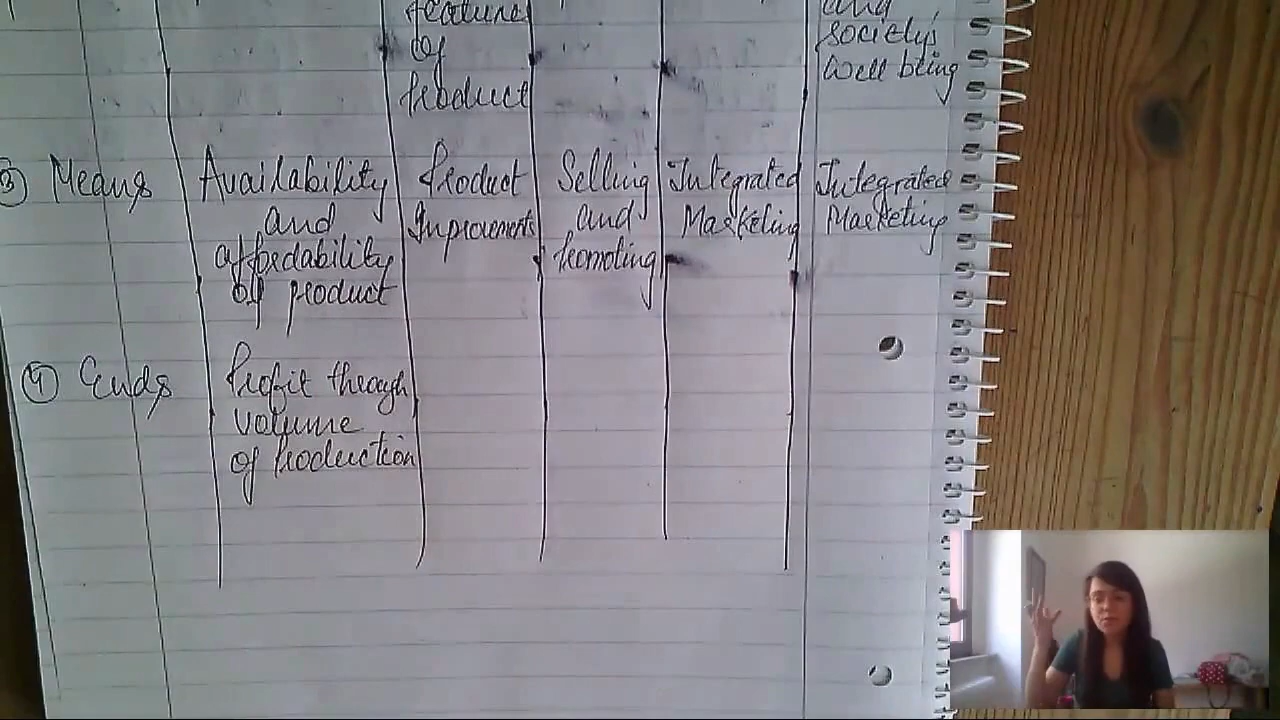 feature
of
product
and
society's
well being
③ Means
Availability
and
affordability
of product
Product
Improvements
Selling
and
promoting
Integrated
Marketing
Integrated
Marketing
④ Ends
Profit through
volume
of production